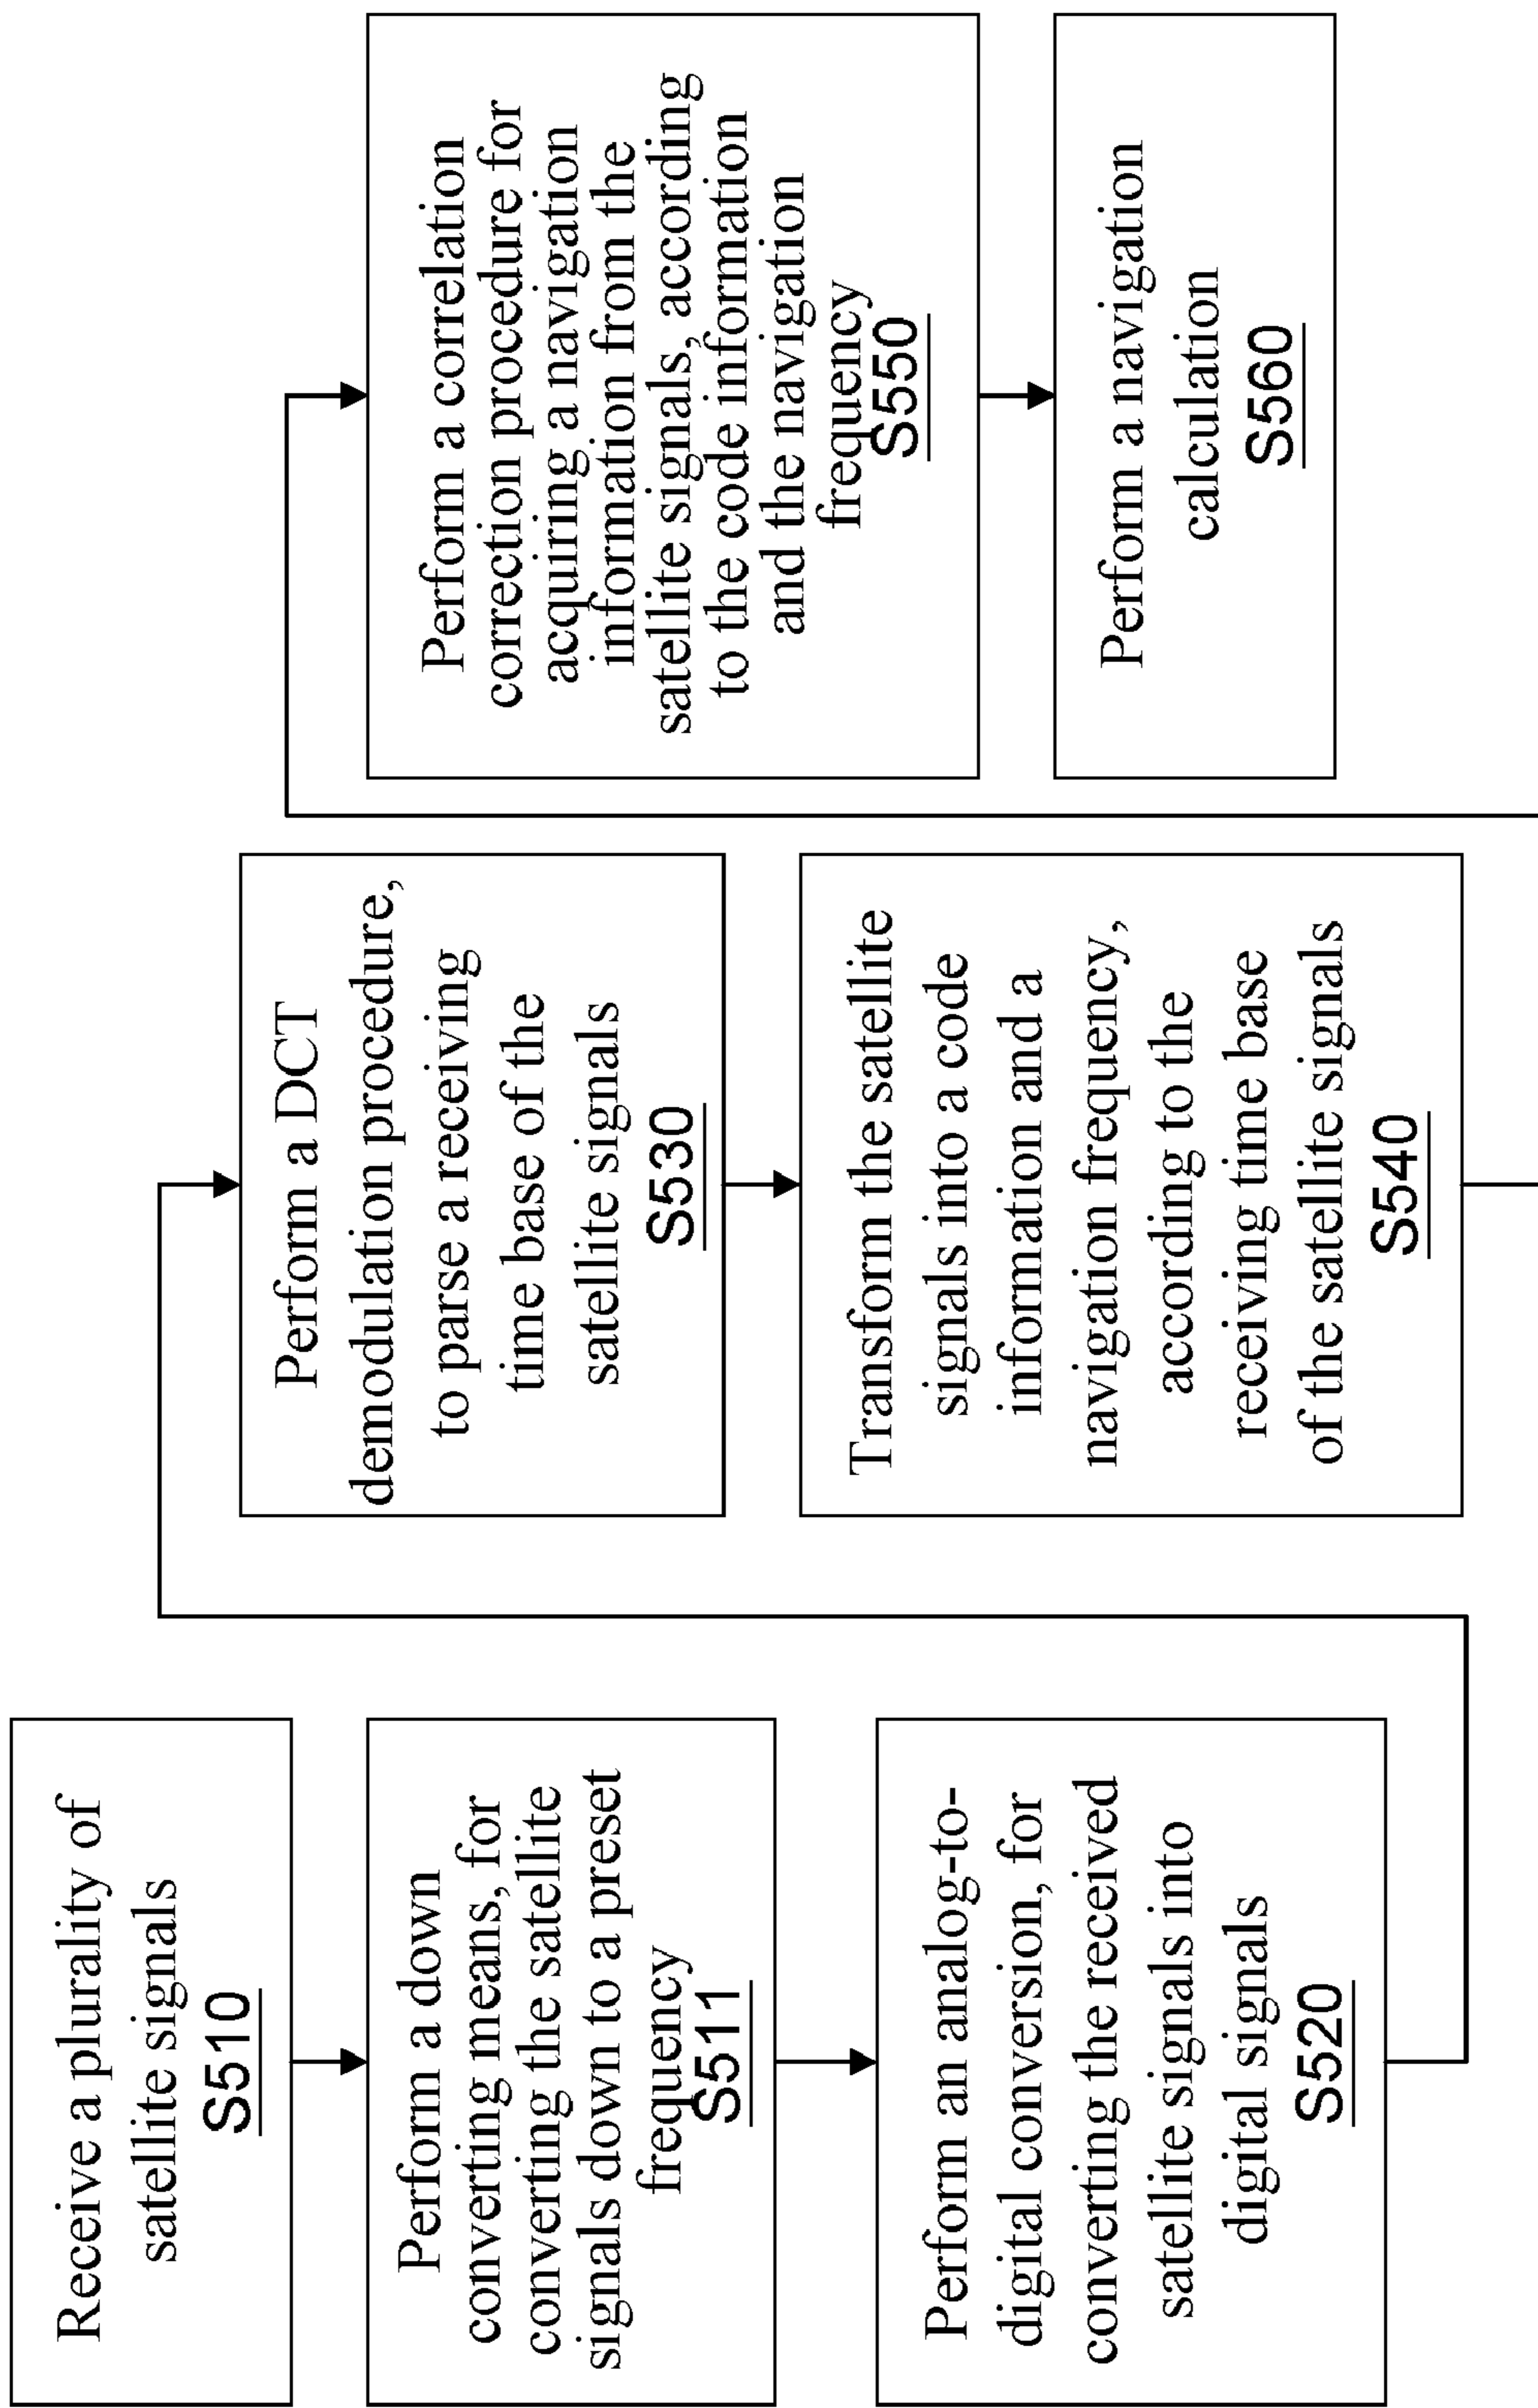 Receive a plurality of
satellite signals
S510
Perform a down
converting means, for
converting the satellite
signals down to a preset
frequency
S511
Perform an analog-to-
digital conversion, for
converting the received
satellite signals into
digital signals
S520
Perform a DCT
demodulation procedure,
to parse a receiving
time base of the
satellite signals
S530
Transform the satellite
signals into a code
information and a
navigation frequency,
according to the
receiving time base
of the satellite signals
S540
Perform a correlation
correction procedure for
acquiring a navigation
information from the
satellite signals, according
to the code information
and the navigation
frequency
S550
Perform a navigation
calculation
S560